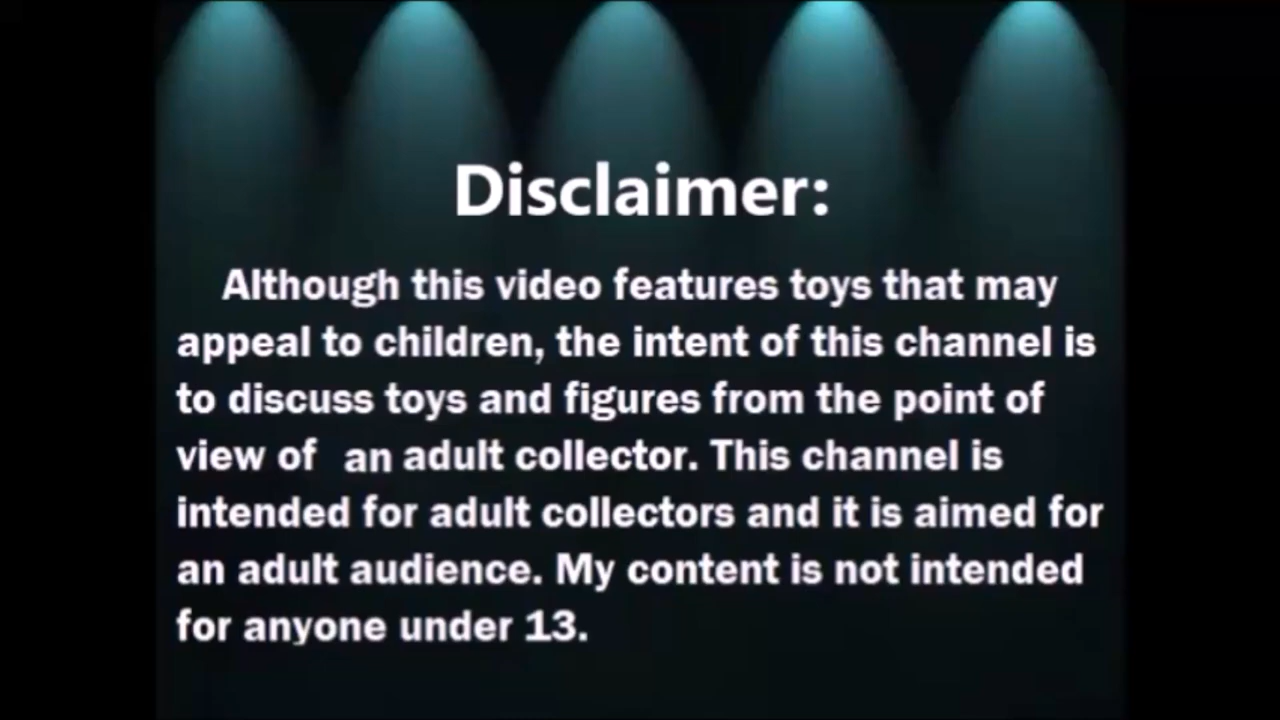 Disclaimer:
Although this video features toys that may
appeal to children, the intent of this channel is
to discuss toys and figures from the point of
view of an adult collector. This channel is
intended for adult collectors and it is aimed for
an adult audience. My content is not intended
for anyone under 13.